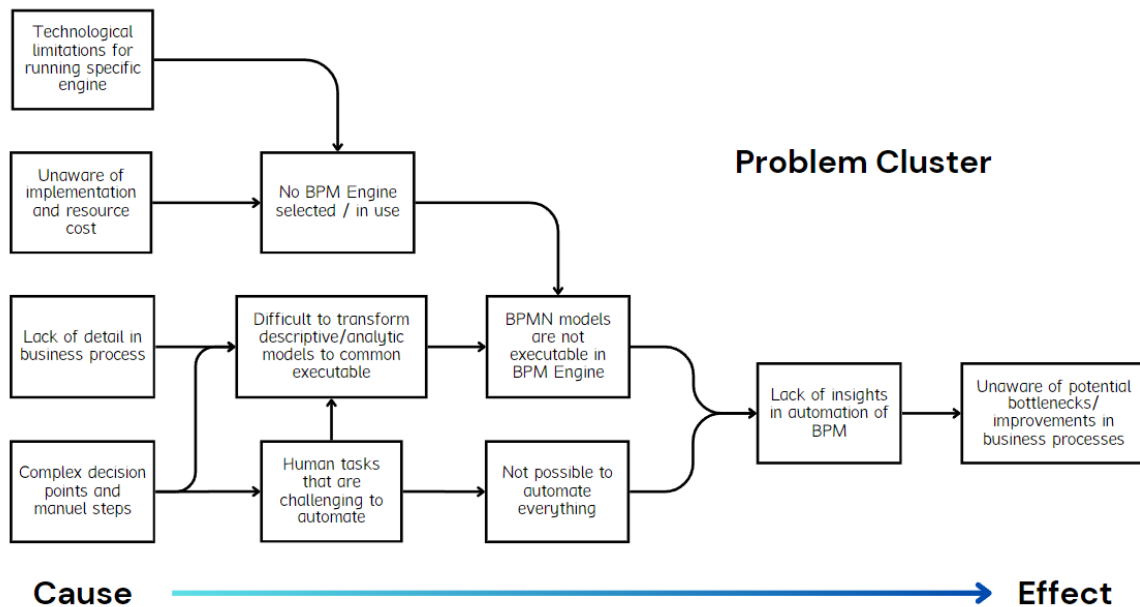 Technological
limitations for
running specific
engine
Problem Cluster
Unaware of
implementation
and resource
cost
No BPM Engine
selected / in use
Lack of detail in
business process
Difficult to transform
descriptive/analytic
models to common
executable
BPMN models
are not
executable in
BPM Engine
Lack of insights
in automation of
BPM
Unaware of potential
bottlenecks/
improvements in
business processes
Complex decision
points and
manuel steps
Human tasks
that are
challenging to
automate
Not possible to
automate
everything
Cause
Effect